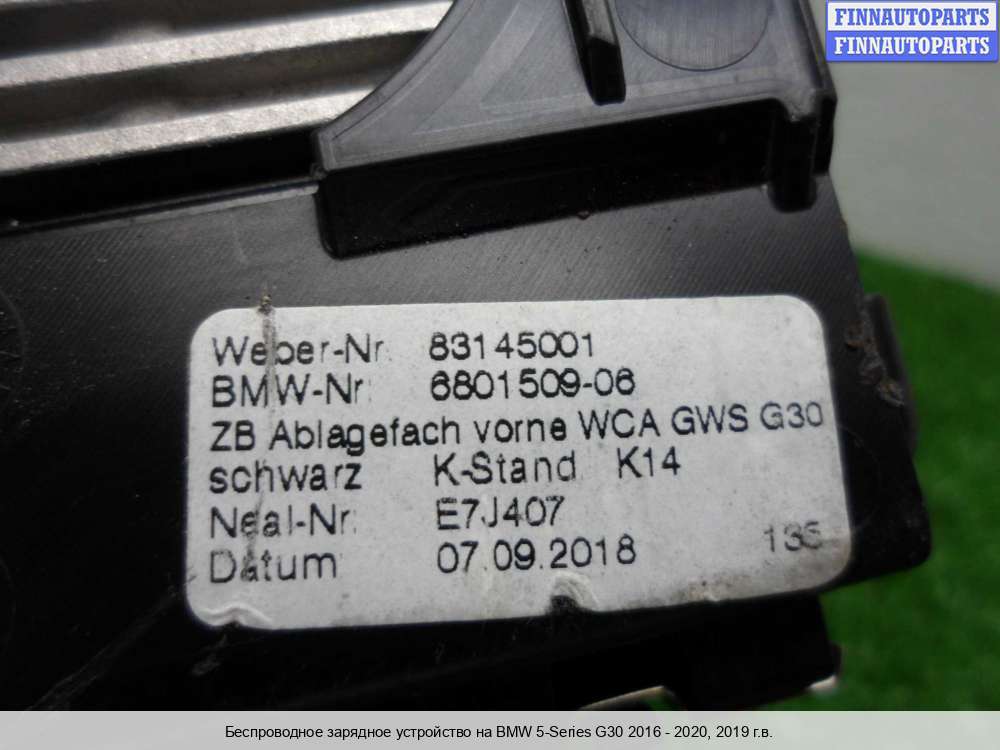 FINNAUTOPARTS
FINNAUTOPARTS
Weber-Nr. 83145001
BMW-Nr. 6801509-06
ZB Ablagefach vorne WCA GWS G30
schwarz K-Stand K14
Neal-Nr. E7J407
Datum 07.09.2018 135
Беспроводное зарядное устройство на BMW 5-Series G30 2016 - 2020, 2019 г.в.